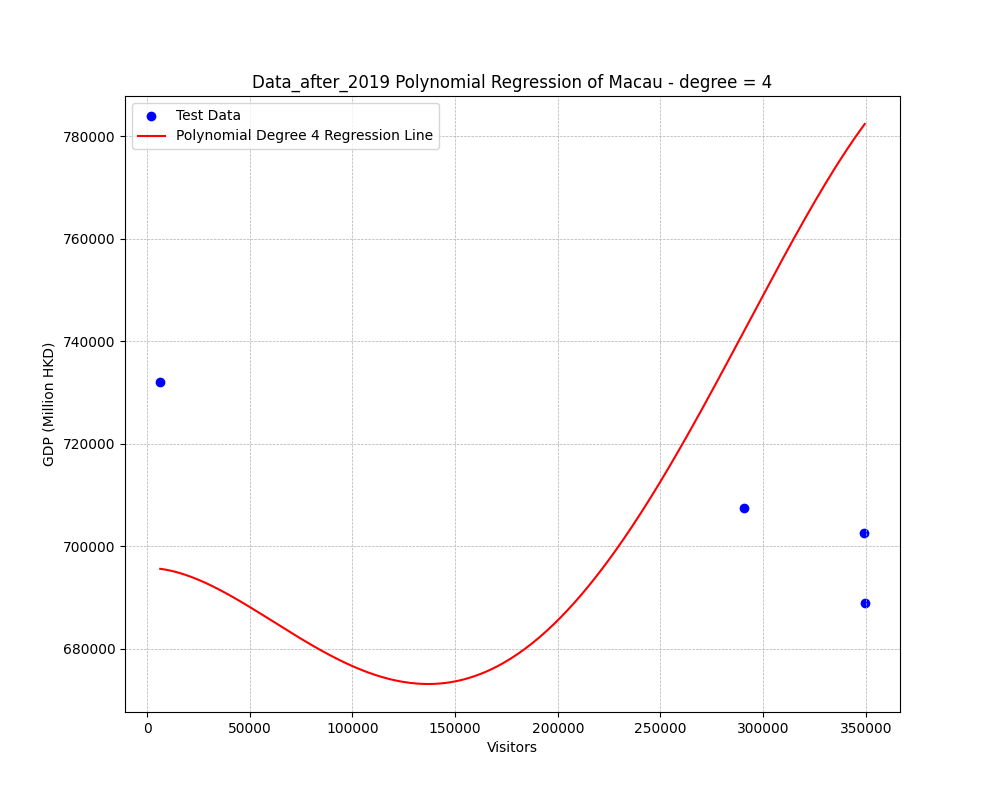 Data_after_2019 Polynomial Regression of Macau - degree = 4
Test Data
Polynomial Degree 4 Regression Line
780000
760000
740000
720000
700000
680000
GDP (Million HKD)
0 50000 100000 150000 200000 250000 300000 350000
Visitors